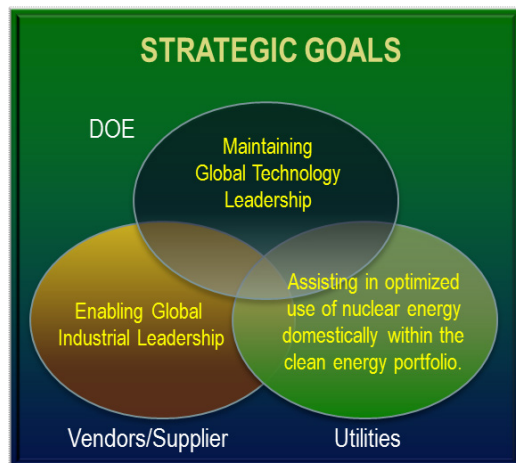 STRATEGIC GOALS
DOE
Maintaining
Global Technology
Leadership
Enabling Global
Industrial Leadership
Assisting in optimized
use of nuclear energy
domestically within the
clean energy portfolio.
Vendors/Supplier
Utilities